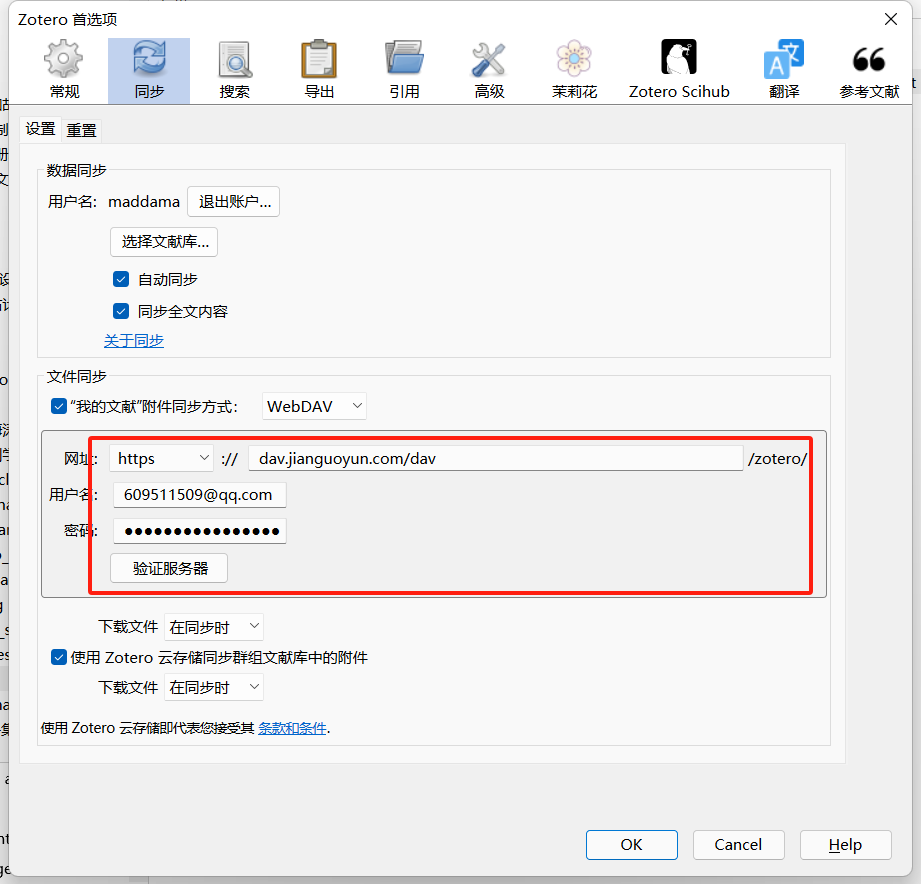 Zotero 首选项
常规 同步 搜索 导出 引用 高级 茉莉花 Zotero Scihub 翻译 参考文献
设置 重置
数据同步
用户名: maddama 退出账户...
选择文献库...
自动同步
同步全文内容
关于同步
文件同步
“我的文献”附件同步方式: WebDAV
网址: https :// dav.jianguoyun.com/dav /zotero/
用户名: 609511509@qq.com
密码: ●●●●●●●●●●●●●●●●
验证服务器
下载文件 在同步时
使用 Zotero 云存储同步群组文献库中的附件
下载文件 在同步时
使用 Zotero 云存储即代表您接受其 条款和条件.
OK Cancel Help